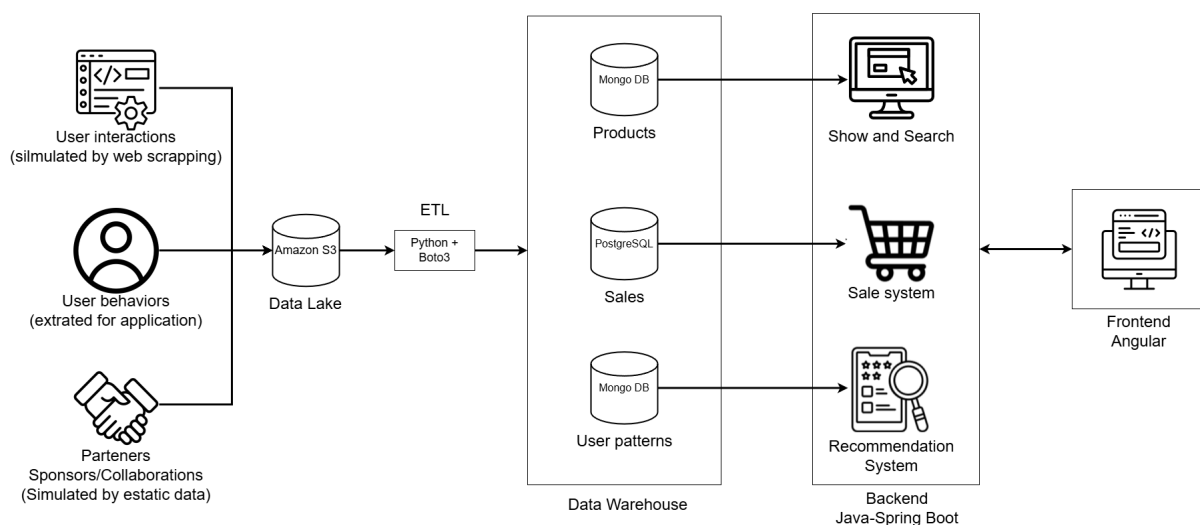 User interactions
(silmulated by web scrapping)
User behaviors
(extrated for application)
Parteners
Sponsors/Collaborations
(Simulated by estatic data)
Amazon S3
Data Lake
ETL
Python +
Boto3
Mongo DB
Products
PostgreSQL
Sales
Mongo DB
User patterns
Data Warehouse
Show and Search
Sale system
Recommendation
System
Backend
Java-Spring Boot
Frontend
Angular